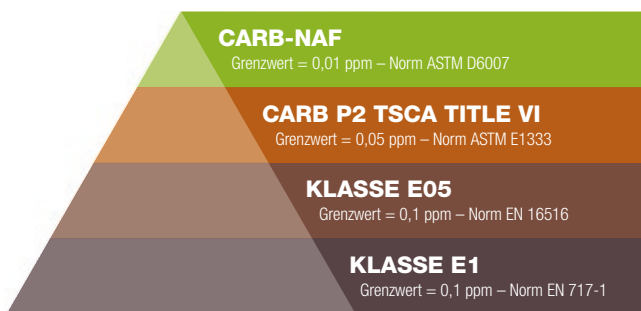 CARB-NAF
Grenzwert = 0,01 ppm – Norm ASTM D6007
CARB P2 TSCA TITLE VI
Grenzwert = 0,05 ppm – Norm ASTM E1333
KLASSE E05
Grenzwert = 0,1 ppm – Norm EN 16516
KLASSE E1
Grenzwert = 0,1 ppm – Norm EN 717-1